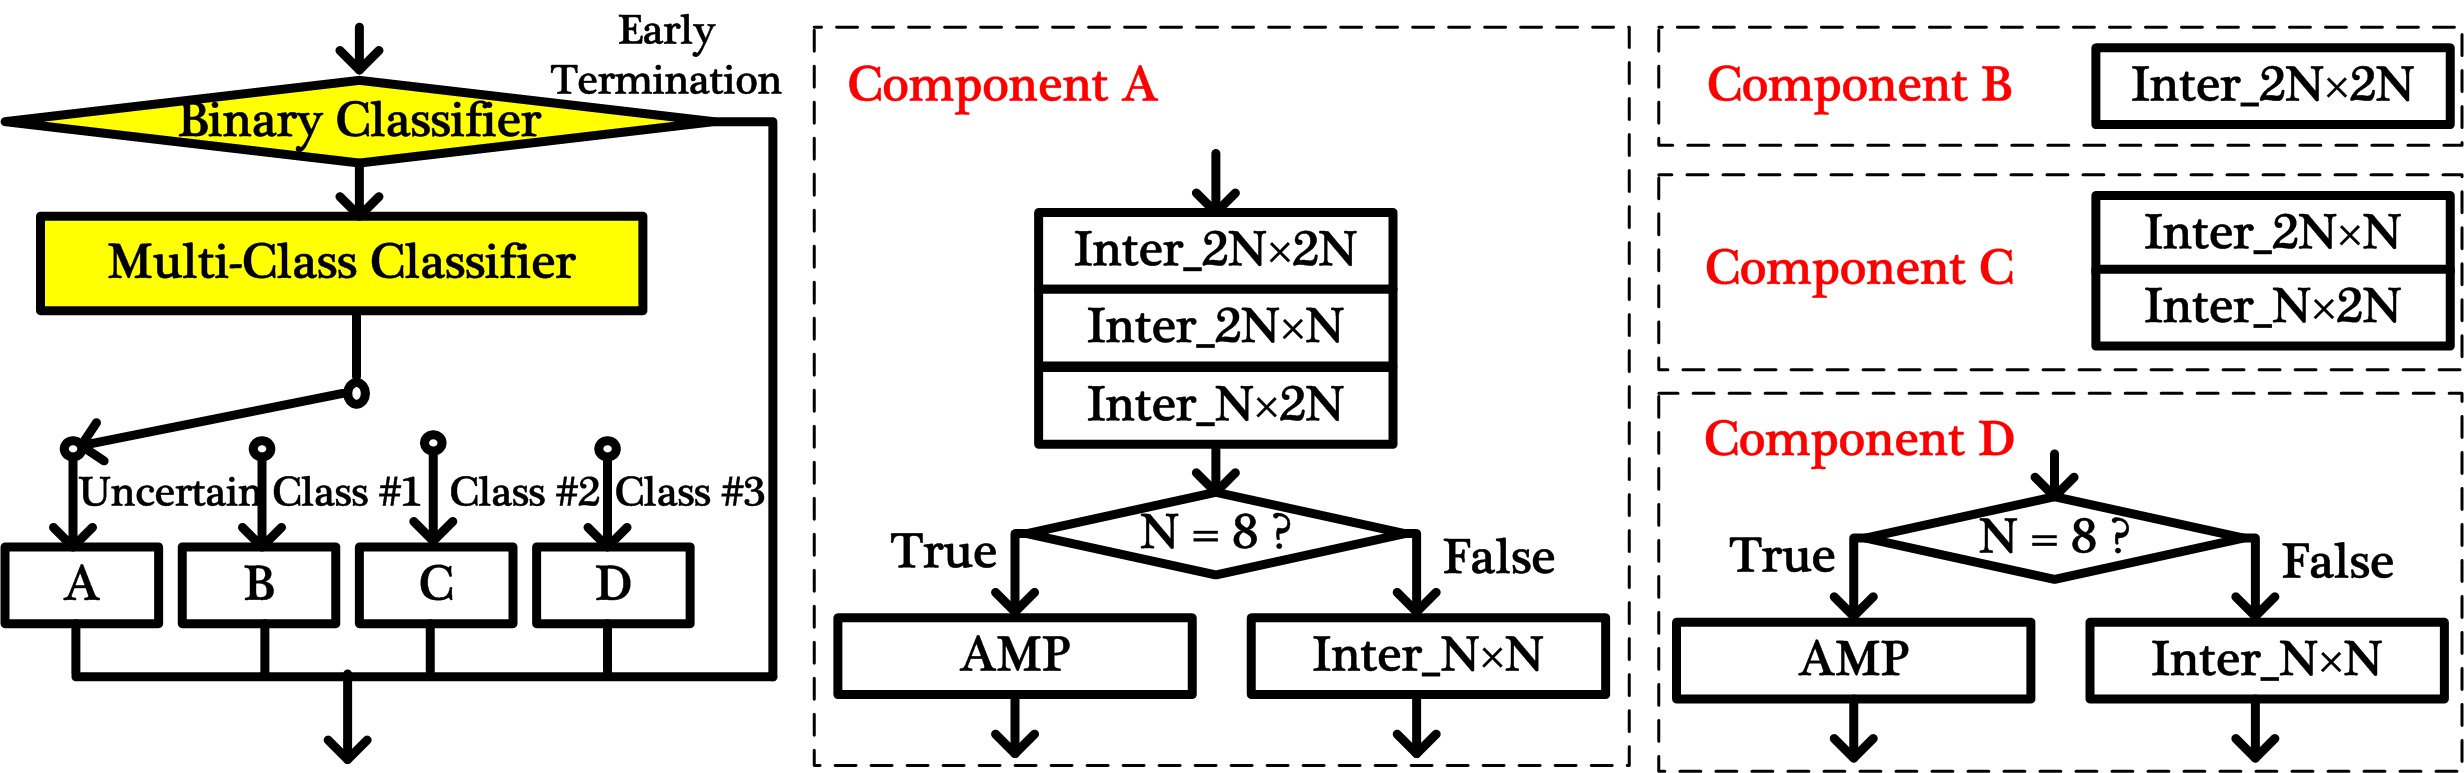 Early
Termination
Binary Classifier
Multi-Class Classifier
Uncertain
Class #1
Class #2
Class #3
A
B
C
D
Component A
Inter_2N×2N
Inter_2N×N
Inter_N×2N
N = 8 ?
True
False
AMP
Inter_N×N
Component B
Inter_2N×2N
Component C
Inter_2N×N
Inter_N×2N
Component D
N = 8 ?
True
False
AMP
Inter_N×N